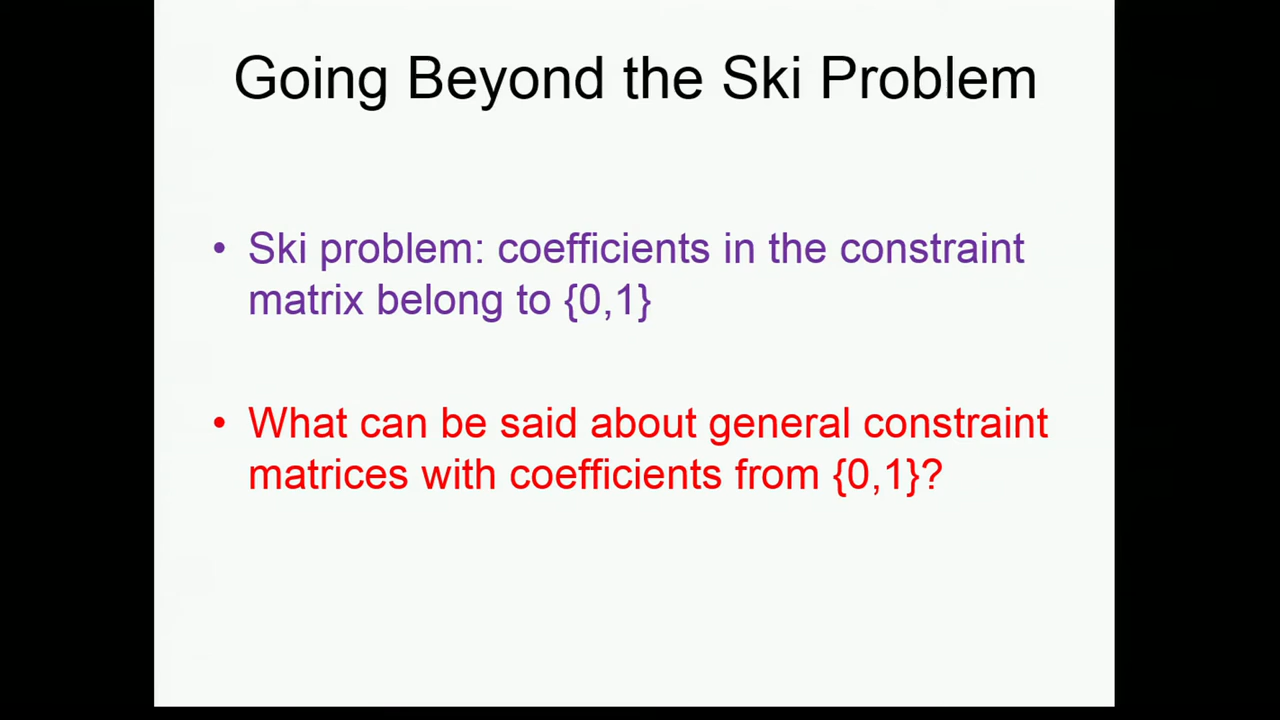 Going Beyond the Ski Problem
• Ski problem: coefficients in the constraint
matrix belong to {0,1}
• What can be said about general constraint
matrices with coefficients from {0,1}?